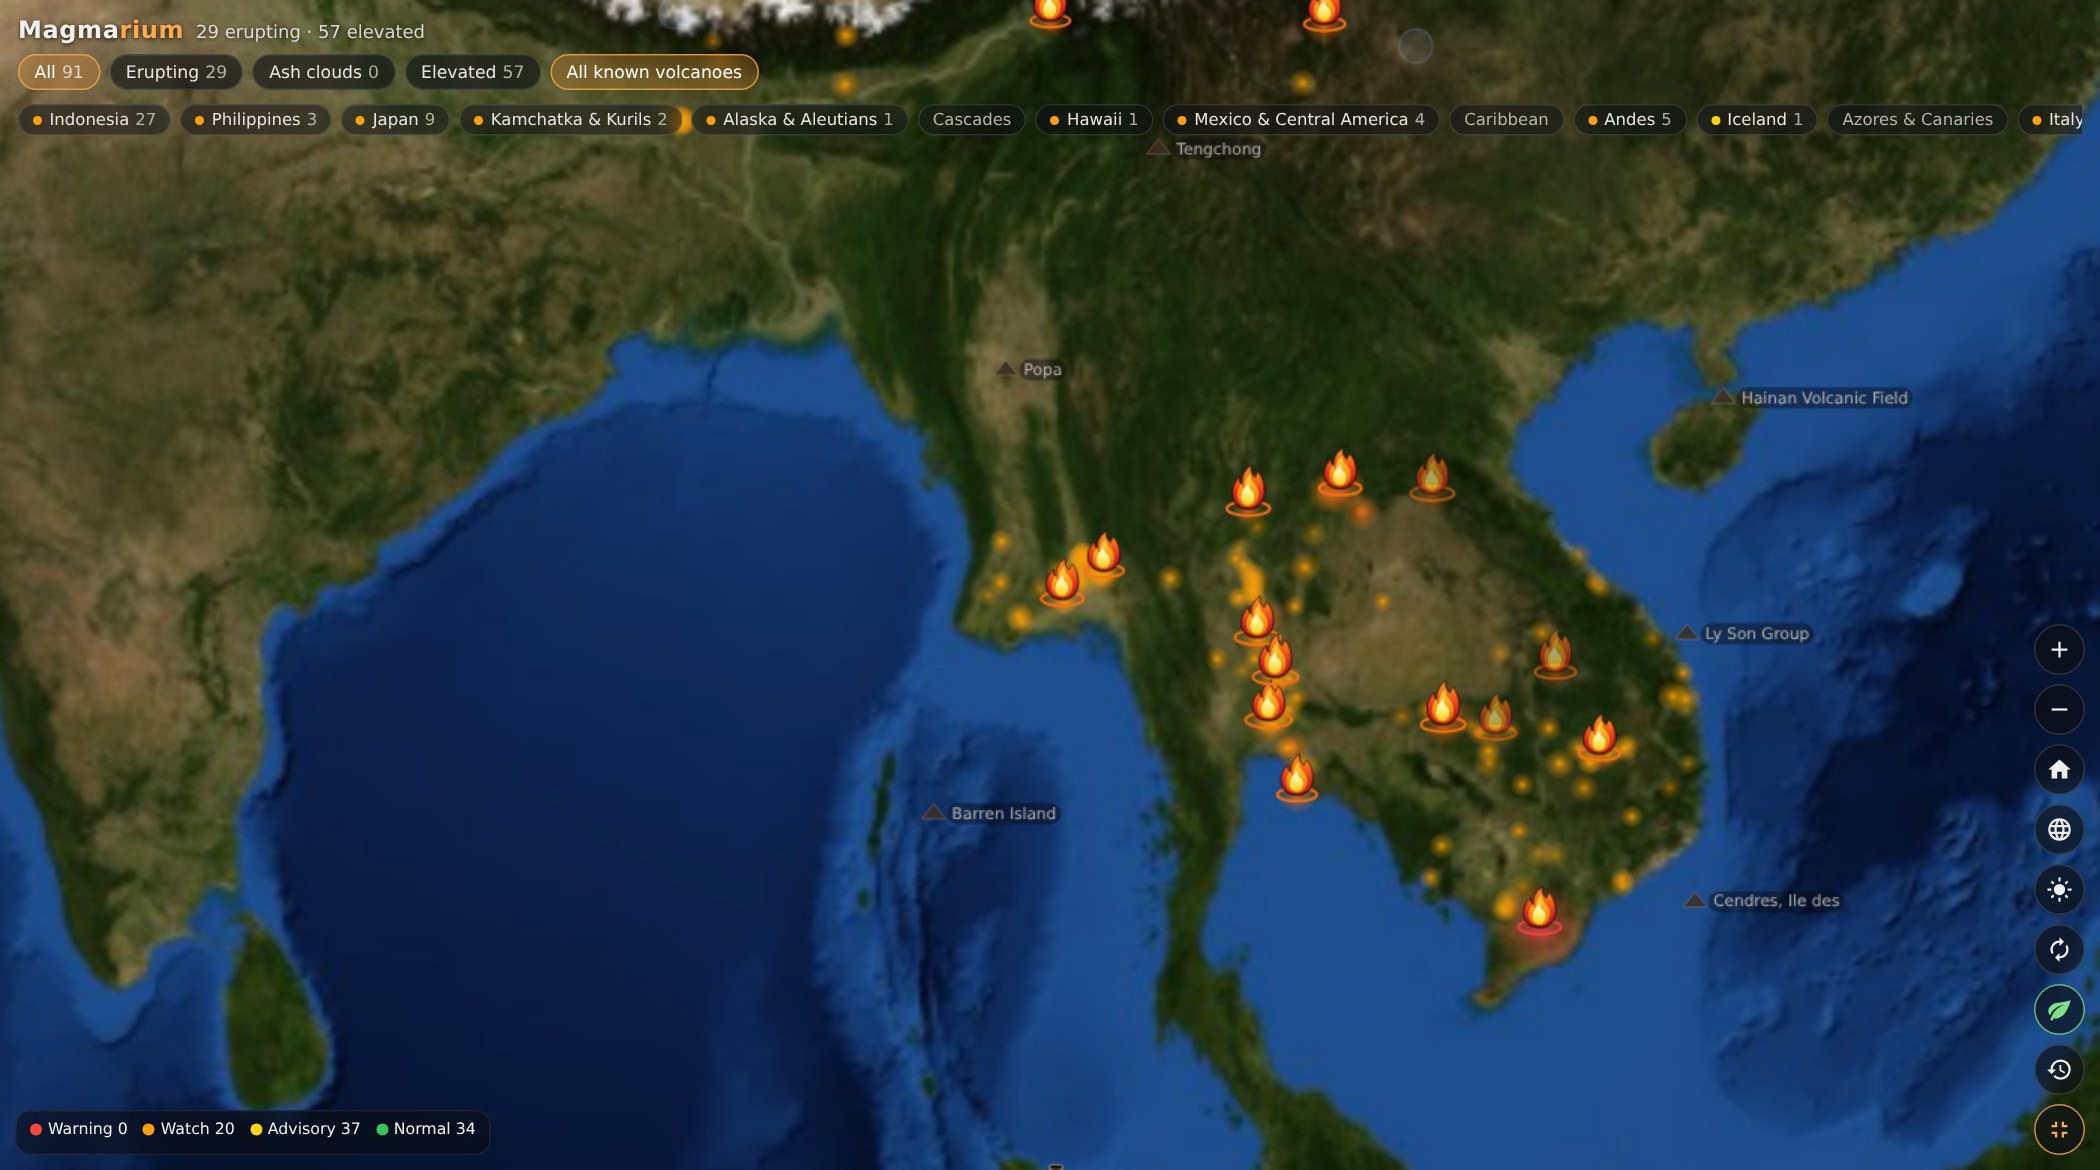 Magmarium 29 erupting · 57 elevated
All 91 Erupting 29 Ash clouds 0 Elevated 57 All known volcanoes
Indonesia 27 Philippines 3 Japan 9 Kamchatka & Kurils 2 Alaska & Aleutians 1 Cascades Hawaii 1 Mexico & Central America 4 Caribbean Andes 5 Iceland 1 Azores & Canaries Italy
Tengchong
Popa
Hainan Volcanic Field
Ly Son Group
Barren Island
Cendres, Ile des
Warning 0 Watch 20 Advisory 37 Normal 34